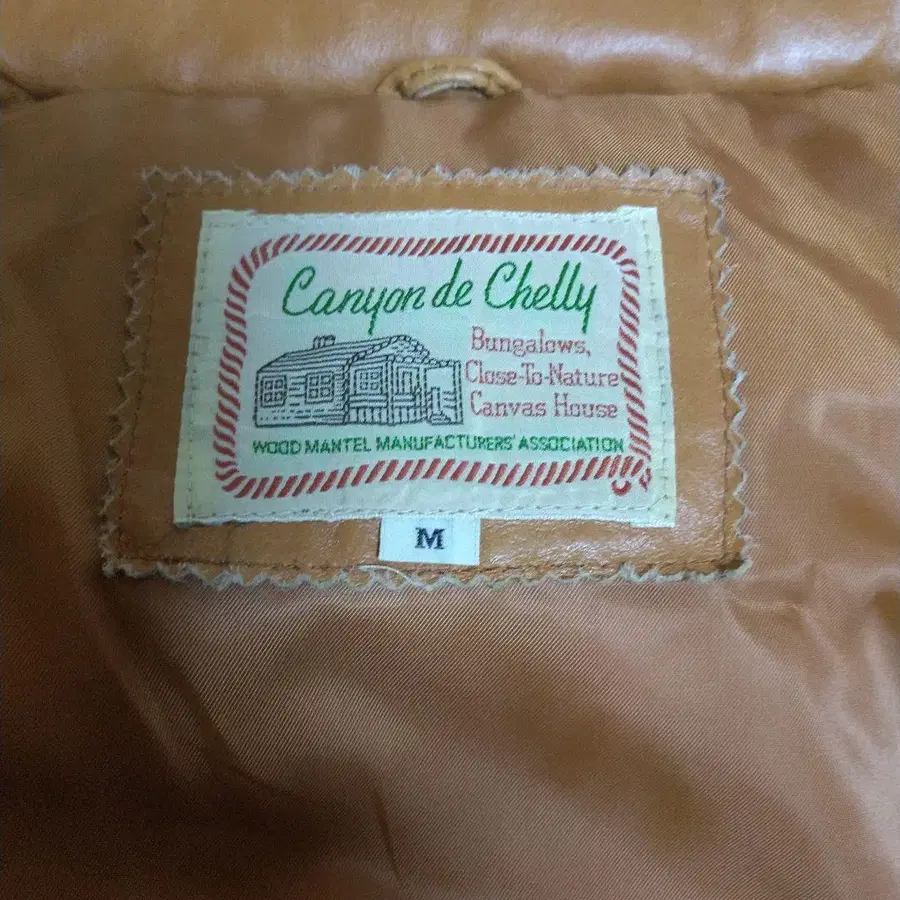 Canyon de Chelly
Bungalows,
Close-To-Nature
Canvas House
WOOD MANTEL MANUFACTURERS' ASSOCIATION
M